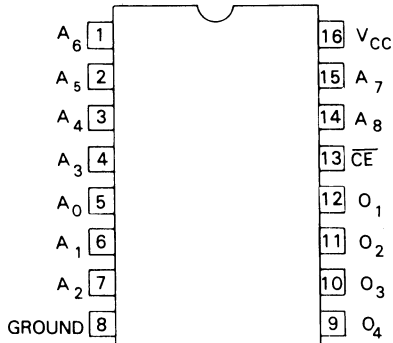 A6 1 16 VCC
A5 2 15 A7
A4 3 14 A8
A3 4 13 CE
A0 5 12 O1
A1 6 11 O2
A2 7 10 O3
GROUND 8 9 O4